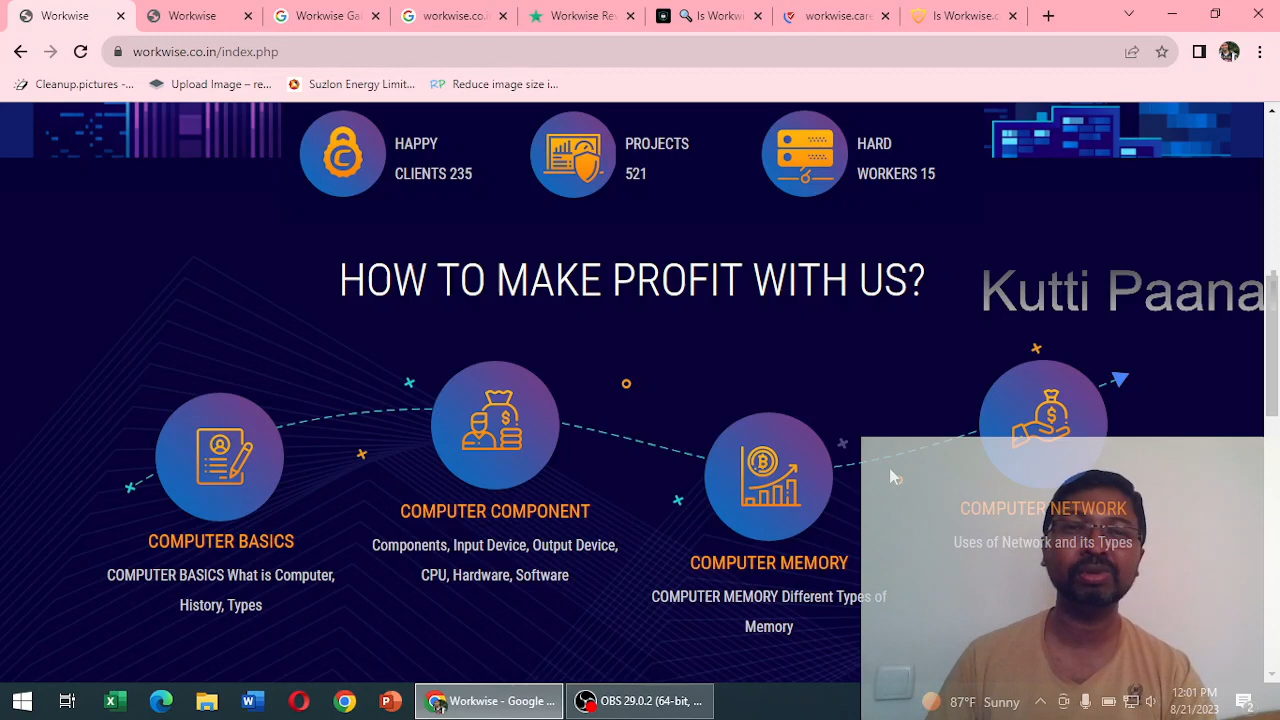 Workwise
Workwise
Workwise Ga
workwise.co.
Workwise Re
Is Workwi
workwise.car
Is Workwise.c
workwise.co.in/index.php
Cleanup.pictures -...
Upload Image -...
Suzlon Energy Limit...
Reduce image size i...
HAPPY
CLIENTS 235
PROJECTS
521
HARD
WORKERS 15
HOW TO MAKE PROFIT WITH US?
Kutti Paana
COMPUTER BASICS
COMPUTER BASICS What is Computer,
History, Types
COMPUTER COMPONENT
Components, Input Device, Output Device,
CPU, Hardware, Software
COMPUTER MEMORY
COMPUTER MEMORY Different Types of
Memory
COMPUTER NETWORK
Uses of Network and its Types
Workwise - Google ...
OBS 29.0.2 (64-bit, ...
87°F Sunny
12:01 PM
8/21/2023
2